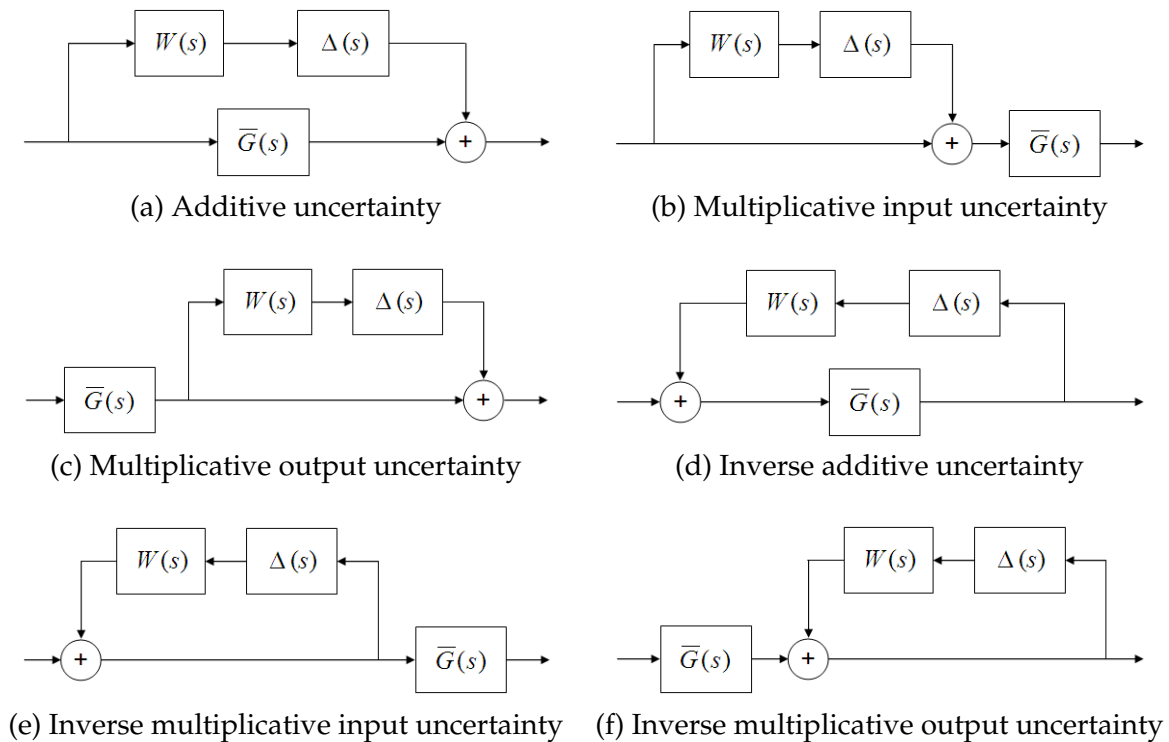 W(s) Δ(s)
G̅(s) +
(a) Additive uncertainty
W(s) Δ(s)
+ G̅(s)
(b) Multiplicative input uncertainty
W(s) Δ(s)
G̅(s) +
(c) Multiplicative output uncertainty
W(s) Δ(s)
+ G̅(s)
(d) Inverse additive uncertainty
W(s) Δ(s)
+ G̅(s)
(e) Inverse multiplicative input uncertainty
W(s) Δ(s)
G̅(s) +
(f) Inverse multiplicative output uncertainty